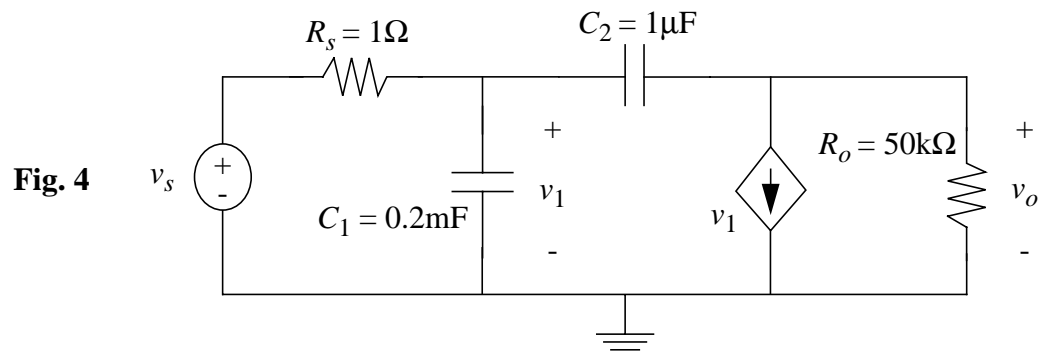 C2 = 1μF
Rs = 1Ω
+
+
Ro = 50kΩ
+
Fig. 4
vs
-
v1
vo
C1 = 0.2mF
v1
-
-